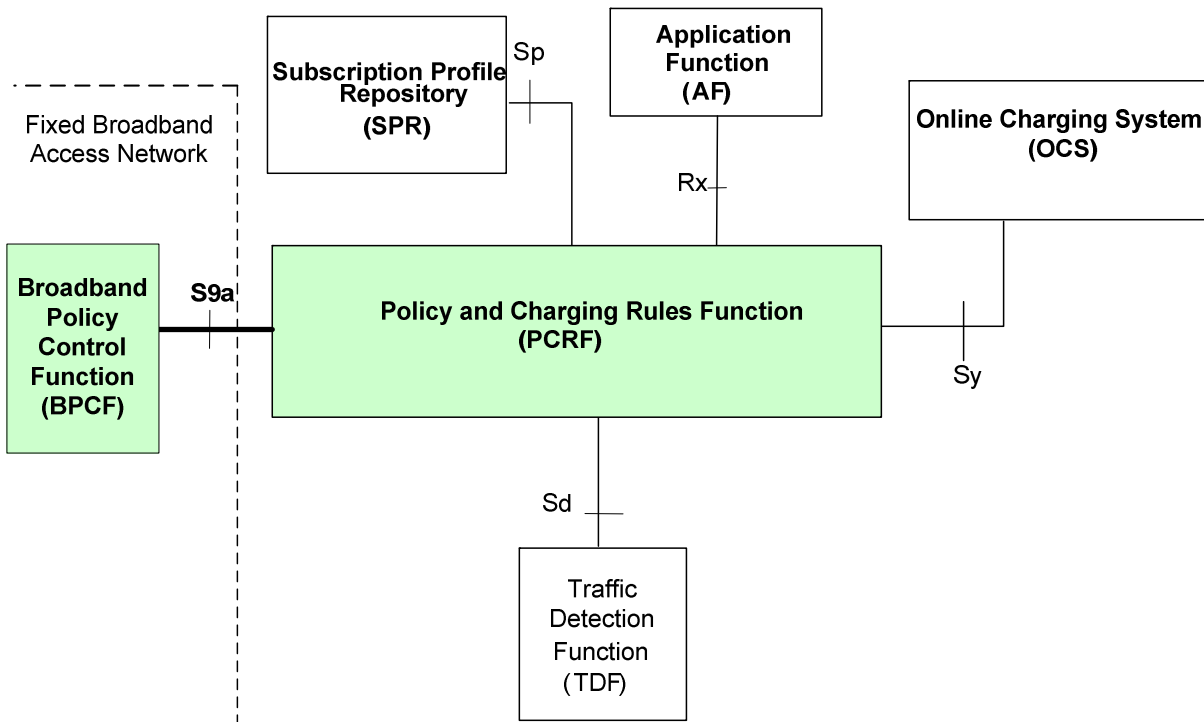 Sp
Subscription Profile
Repository
(SPR)
Application
Function
(AF)
Online Charging System
(OCS)
Fixed Broadband
Access Network
Rx
Broadband
Policy
Control
Function
(BPCF)
S9a
Policy and Charging Rules Function
(PCRF)
Sy
Sd
Traffic
Detection
Function
(TDF)